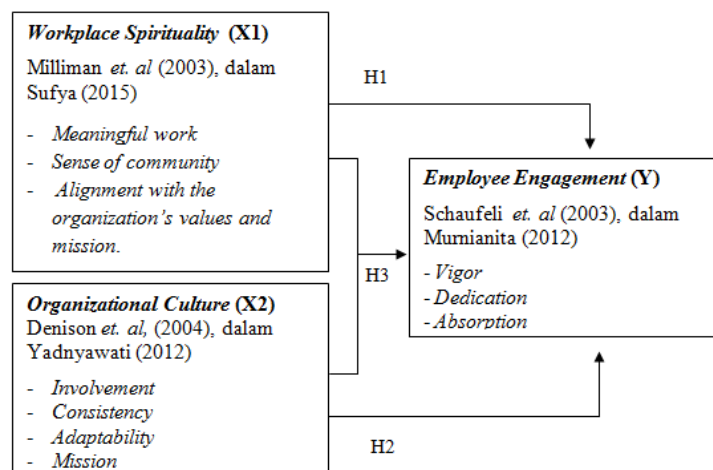 Workplace Spirituality (X1)
Milliman et. al (2003), dalam
Sufya (2015)
- Meaningful work
- Sense of community
- Alignment with the
organization's values and
mission.
H1
Employee Engagement (Y)
Schaufeli et. al (2003), dalam
Murnianita (2012)
- Vigor
- Dedication
- Absorption
H3
Organizational Culture (X2)
Denison et. al, (2004), dalam
Yadnyawati (2012)
- Involvement
- Consistency
- Adaptability
- Mission
H2